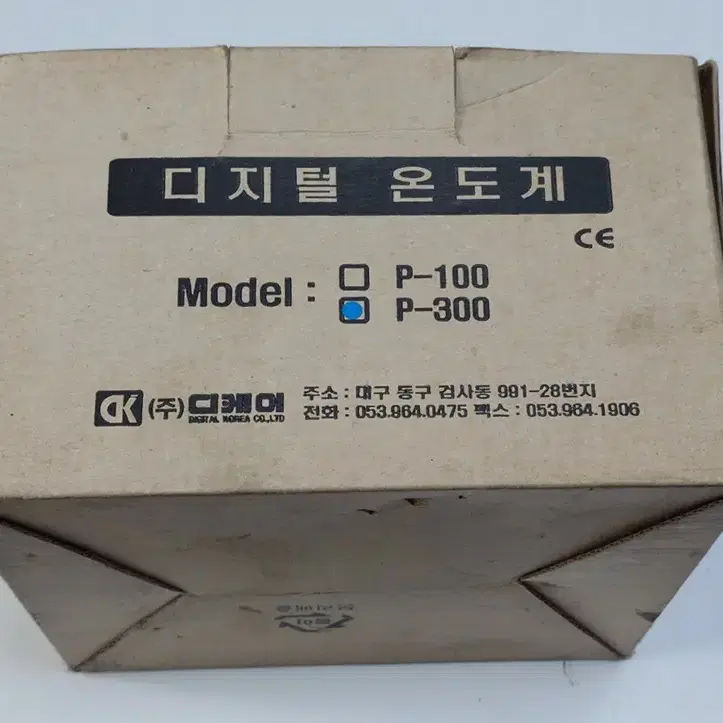 디지털 온도계
CE
Model : P-100
P-300
DK (주)디케이
DIGITAL KOREA CO.,LTD
주소 : 대구 동구 검사동 991-28번지
전화 : 053.964.0475 팩스 : 053.964.1906